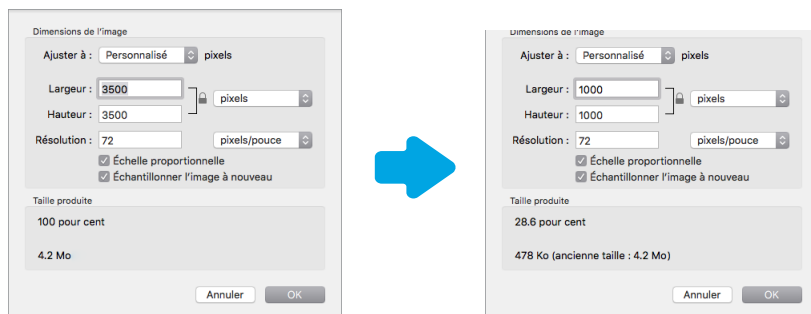 Dimensions de l'image
Ajuster à : Personnalisé pixels
Largeur : 3500
pixels
Hauteur : 3500
Résolution : 72 pixels/pouce
Échelle proportionnelle
Échantillonner l'image à nouveau
Taille produite
100 pour cent
4.2 Mo
Annuler OK
Dimensions de l'image
Ajuster à : Personnalisé pixels
Largeur : 1000
pixels
Hauteur : 1000
Résolution : 72 pixels/pouce
Échelle proportionnelle
Échantillonner l'image à nouveau
Taille produite
28.6 pour cent
478 Ko (ancienne taille : 4.2 Mo)
Annuler OK